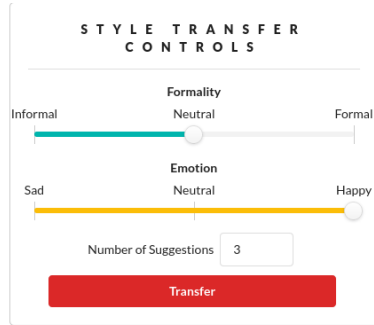 STYLE TRANSFER
CONTROLS
Formality
Informal Neutral Formal
Emotion
Sad Neutral Happy
Number of Suggestions 3
Transfer